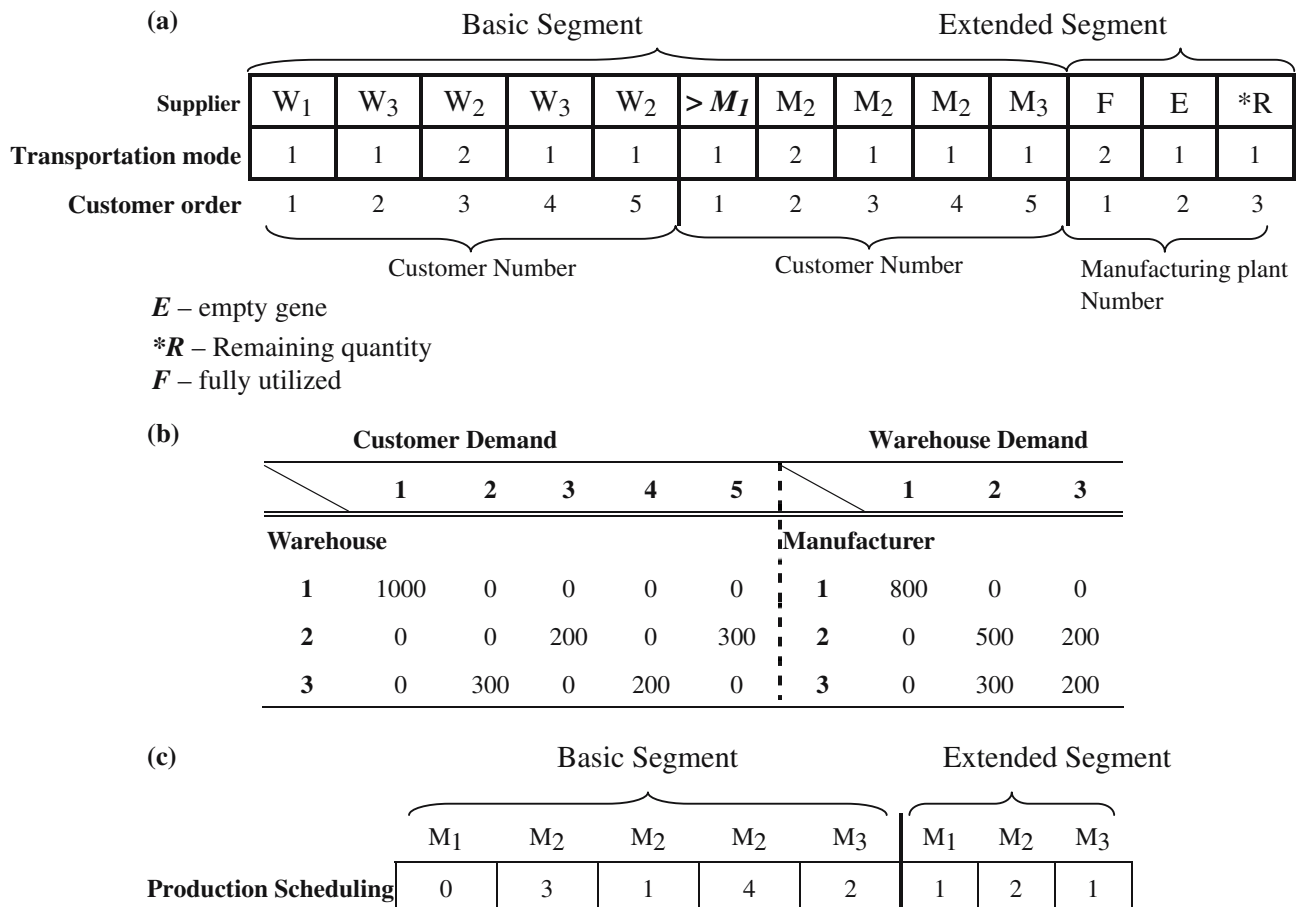 (a) Basic Segment Extended Segment
Supplier W1 W3 W2 W3 W2 > M1 M2 M2 M2 M3 F E *R
Transportation mode 1 1 2 1 1 1 2 1 1 1 2 1 1
Customer order 1 2 3 4 5 1 2 3 4 5 1 2 3
Customer Number Customer Number Manufacturing plant
Number
E – empty gene
*R – Remaining quantity
F – fully utilized
(b) Customer Demand Warehouse Demand
1 2 3 4 5 1 2 3
Warehouse Manufacturer
1 1000 0 0 0 0 1 800 0 0
2 0 0 200 0 300 2 0 500 200
3 0 300 0 200 0 3 0 300 200
(c) Basic Segment Extended Segment
M1 M2 M2 M2 M3 M1 M2 M3
Production Scheduling 0 3 1 4 2 1 2 1